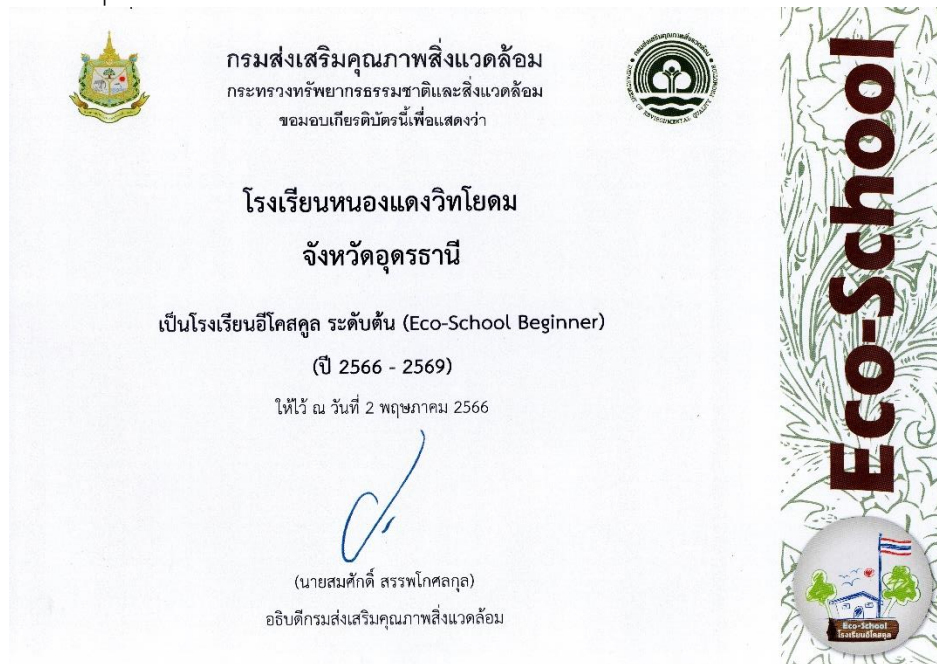 กรมส่งเสริมคุณภาพสิ่งแวดล้อม
กระทรวงทรัพยากรธรรมชาติและสิ่งแวดล้อม
ขอมอบเกียรติบัตรนี้เพื่อแสดงว่า
โรงเรียนหนองแดงวิทโยดม
จังหวัดอุดรธานี
เป็นโรงเรียนอีโคสคูล ระดับต้น (Eco-School Beginner)
(ปี 2566 - 2569)
ให้ไว้ ณ วันที่ 2 พฤษภาคม 2566
(นายสมศักดิ์ สรรพโกศลกุล)
อธิบดีกรมส่งเสริมคุณภาพสิ่งแวดล้อม
Eco-School
Eco-School
โรงเรียนอีโคสคูล